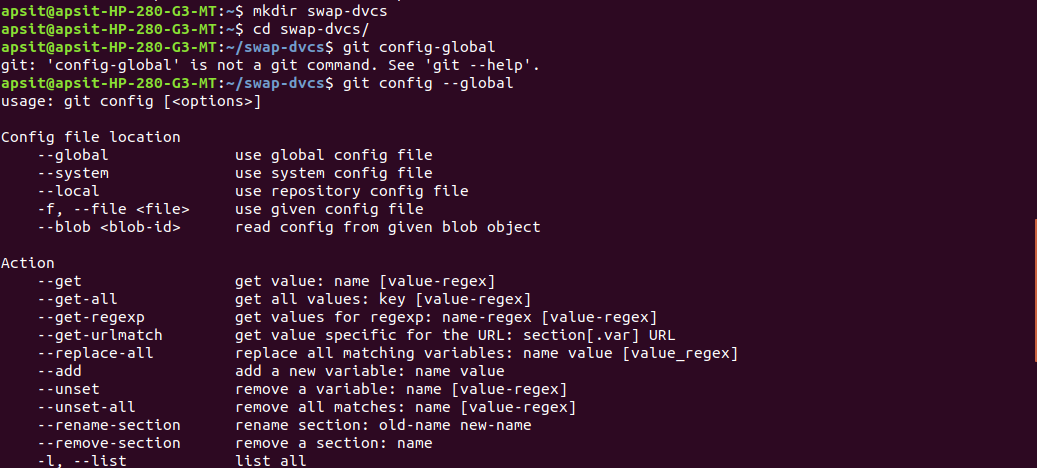 apsit@apsit-HP-280-G3-MT:~$ mkdir swap-dvcs
apsit@apsit-HP-280-G3-MT:~$ cd swap-dvcs/
apsit@apsit-HP-280-G3-MT:~/swap-dvcs$ git config-global
git: 'config-global' is not a git command. See 'git --help'.
apsit@apsit-HP-280-G3-MT:~/swap-dvcs$ git config --global
usage: git config [<options>]

Config file location
    --global              use global config file
    --system              use system config file
    --local               use repository config file
    -f, --file <file>     use given config file
    --blob <blob-id>      read config from given blob object

Action
    --get                 get value: name [value-regex]
    --get-all             get all values: key [value-regex]
    --get-regexp          get values for regexp: name-regex [value-regex]
    --get-urlmatch        get value specific for the URL: section[.var] URL
    --replace-all         replace all matching variables: name value [value_regex]
    --add                 add a new variable: name value
    --unset               remove a variable: name [value-regex]
    --unset-all           remove all matches: name [value-regex]
    --rename-section      rename section: old-name new-name
    --remove-section      remove a section: name
    -l, --list            list all